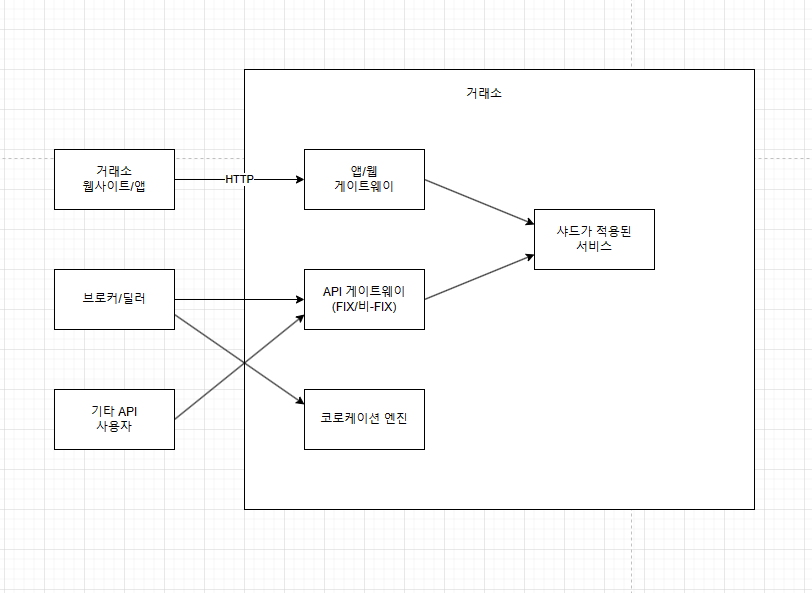 거래소
거래소
웹사이트/앱
HTTP
앱/웹
게이트웨이
샤드가 적용된
서비스
브로커/딜러
API 게이트웨이
(FIX/비-FIX)
기타 API
사용자
코로케이션 엔진